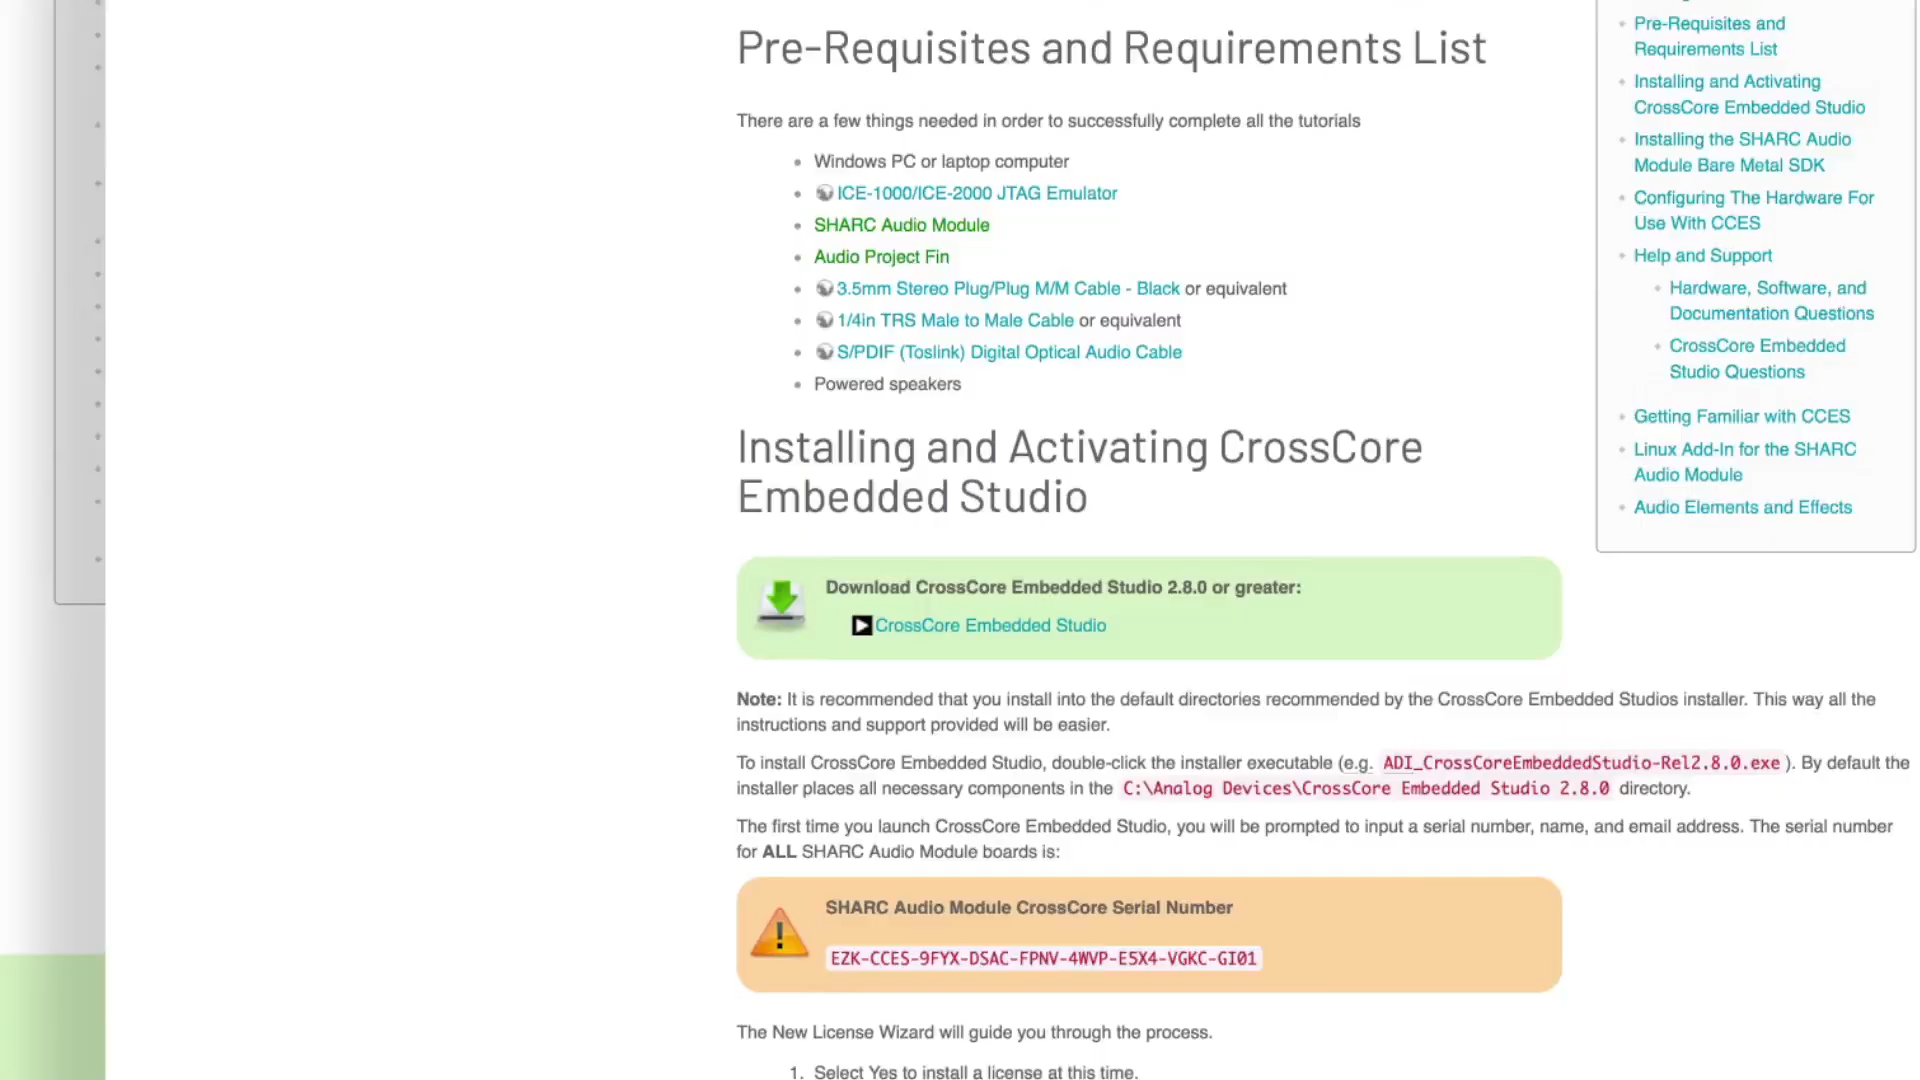 Pre-Requisites and Requirements List
There are a few things needed in order to successfully complete all the tutorials
Windows PC or laptop computer
ICE-1000/ICE-2000 JTAG Emulator
SHARC Audio Module
Audio Project Fin
3.5mm Stereo Plug/Plug M/M Cable - Black or equivalent
1/4in TRS Male to Male Cable or equivalent
S/PDIF (Toslink) Digital Optical Audio Cable
Powered speakers
Installing and Activating CrossCore
Embedded Studio
Download CrossCore Embedded Studio 2.8.0 or greater:
CrossCore Embedded Studio
Note: It is recommended that you install into the default directories recommended by the CrossCore Embedded Studios installer. This way all the
instructions and support provided will be easier.
To install CrossCore Embedded Studio, double-click the installer executable (e.g. ADI_CrossCoreEmbeddedStudio-Rel2.8.0.exe ). By default the
installer places all necessary components in the C:\Analog Devices\CrossCore Embedded Studio 2.8.0 directory.
The first time you launch CrossCore Embedded Studio, you will be prompted to input a serial number, name, and email address. The serial number
for ALL SHARC Audio Module boards is:
SHARC Audio Module CrossCore Serial Number
EZK-CCES-9FYX-DSAC-FPNV-4WVP-E5X4-VGKC-GI01
The New License Wizard will guide you through the process.
1. Select Yes to install a license at this time.
Pre-Requisites and
Requirements List
Installing and Activating
CrossCore Embedded Studio
Installing the SHARC Audio
Module Bare Metal SDK
Configuring The Hardware For
Use With CCES
Help and Support
Hardware, Software, and
Documentation Questions
CrossCore Embedded
Studio Questions
Getting Familiar with CCES
Linux Add-In for the SHARC
Audio Module
Audio Elements and Effects